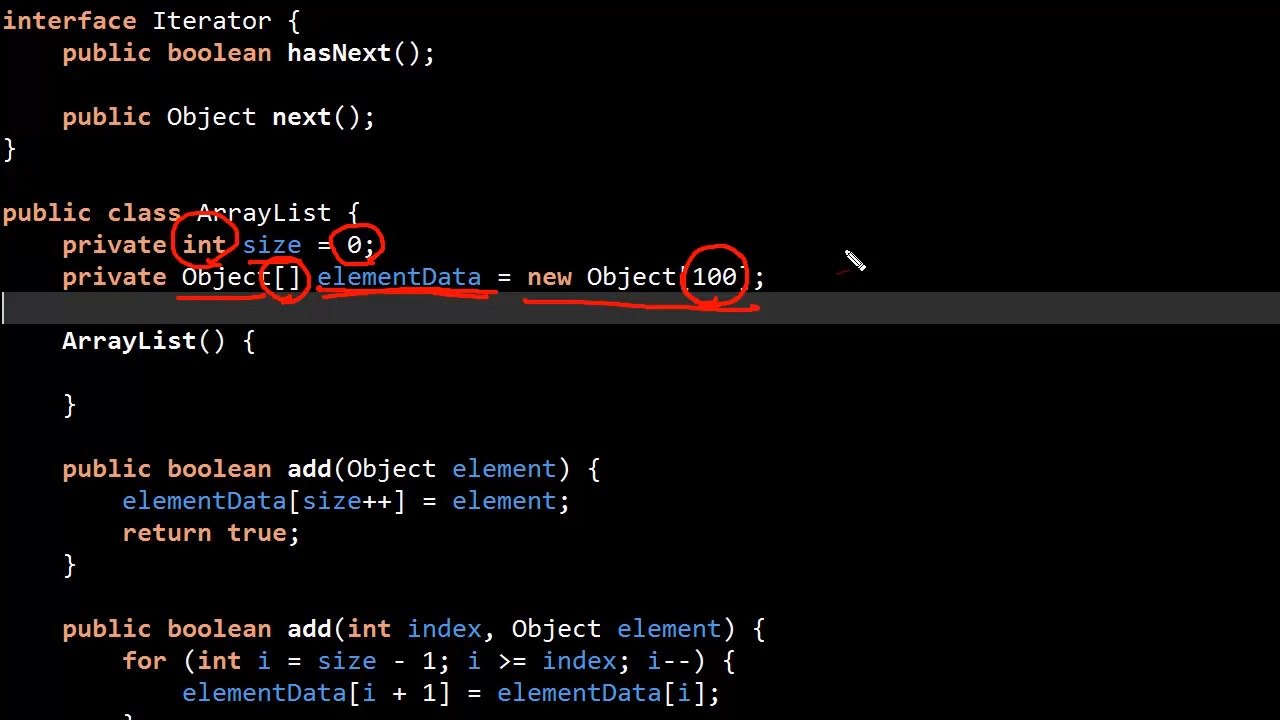 interface Iterator {
public boolean hasNext();
public Object next();
}
public class ArrayList {
private int size = 0;
private Object[] elementData = new Object[100];
ArrayList() {
}
public boolean add(Object element) {
elementData[size++] = element;
return true;
}
public boolean add(int index, Object element) {
for (int i = size - 1; i >= index; i--) {
elementData[i + 1] = elementData[i];
}